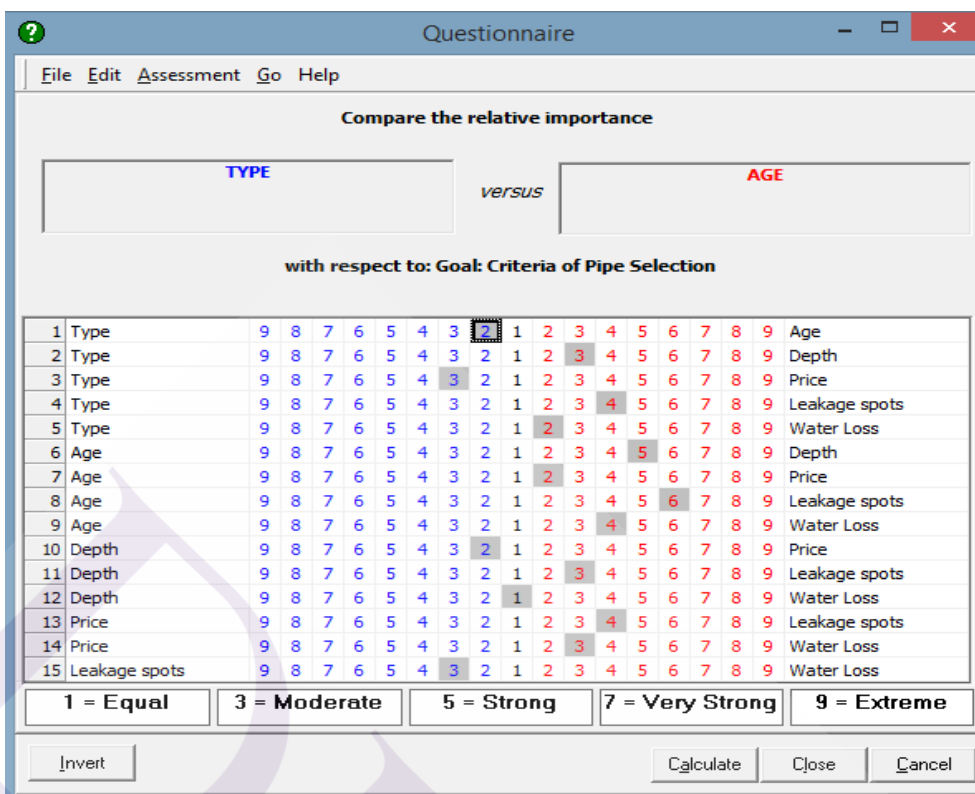 Questionnaire
File Edit Assessment Go Help
Compare the relative importance
TYPE versus AGE
with respect to: Goal: Criteria of Pipe Selection
1 Type 9 8 7 6 5 4 3 2 1 2 3 4 5 6 7 8 9 Age
2 Type 9 8 7 6 5 4 3 2 1 2 3 4 5 6 7 8 9 Depth
3 Type 9 8 7 6 5 4 3 2 1 2 3 4 5 6 7 8 9 Price
4 Type 9 8 7 6 5 4 3 2 1 2 3 4 5 6 7 8 9 Leakage spots
5 Type 9 8 7 6 5 4 3 2 1 2 3 4 5 6 7 8 9 Water Loss
6 Age 9 8 7 6 5 4 3 2 1 2 3 4 5 6 7 8 9 Depth
7 Age 9 8 7 6 5 4 3 2 1 2 3 4 5 6 7 8 9 Price
8 Age 9 8 7 6 5 4 3 2 1 2 3 4 5 6 7 8 9 Leakage spots
9 Age 9 8 7 6 5 4 3 2 1 2 3 4 5 6 7 8 9 Water Loss
10 Depth 9 8 7 6 5 4 3 2 1 2 3 4 5 6 7 8 9 Price
11 Depth 9 8 7 6 5 4 3 2 1 2 3 4 5 6 7 8 9 Leakage spots
12 Depth 9 8 7 6 5 4 3 2 1 2 3 4 5 6 7 8 9 Water Loss
13 Price 9 8 7 6 5 4 3 2 1 2 3 4 5 6 7 8 9 Leakage spots
14 Price 9 8 7 6 5 4 3 2 1 2 3 4 5 6 7 8 9 Water Loss
15 Leakage spots 9 8 7 6 5 4 3 2 1 2 3 4 5 6 7 8 9 Water Loss
1 = Equal 3 = Moderate 5 = Strong 7 = Very Strong 9 = Extreme
Invert Calculate Close Cancel